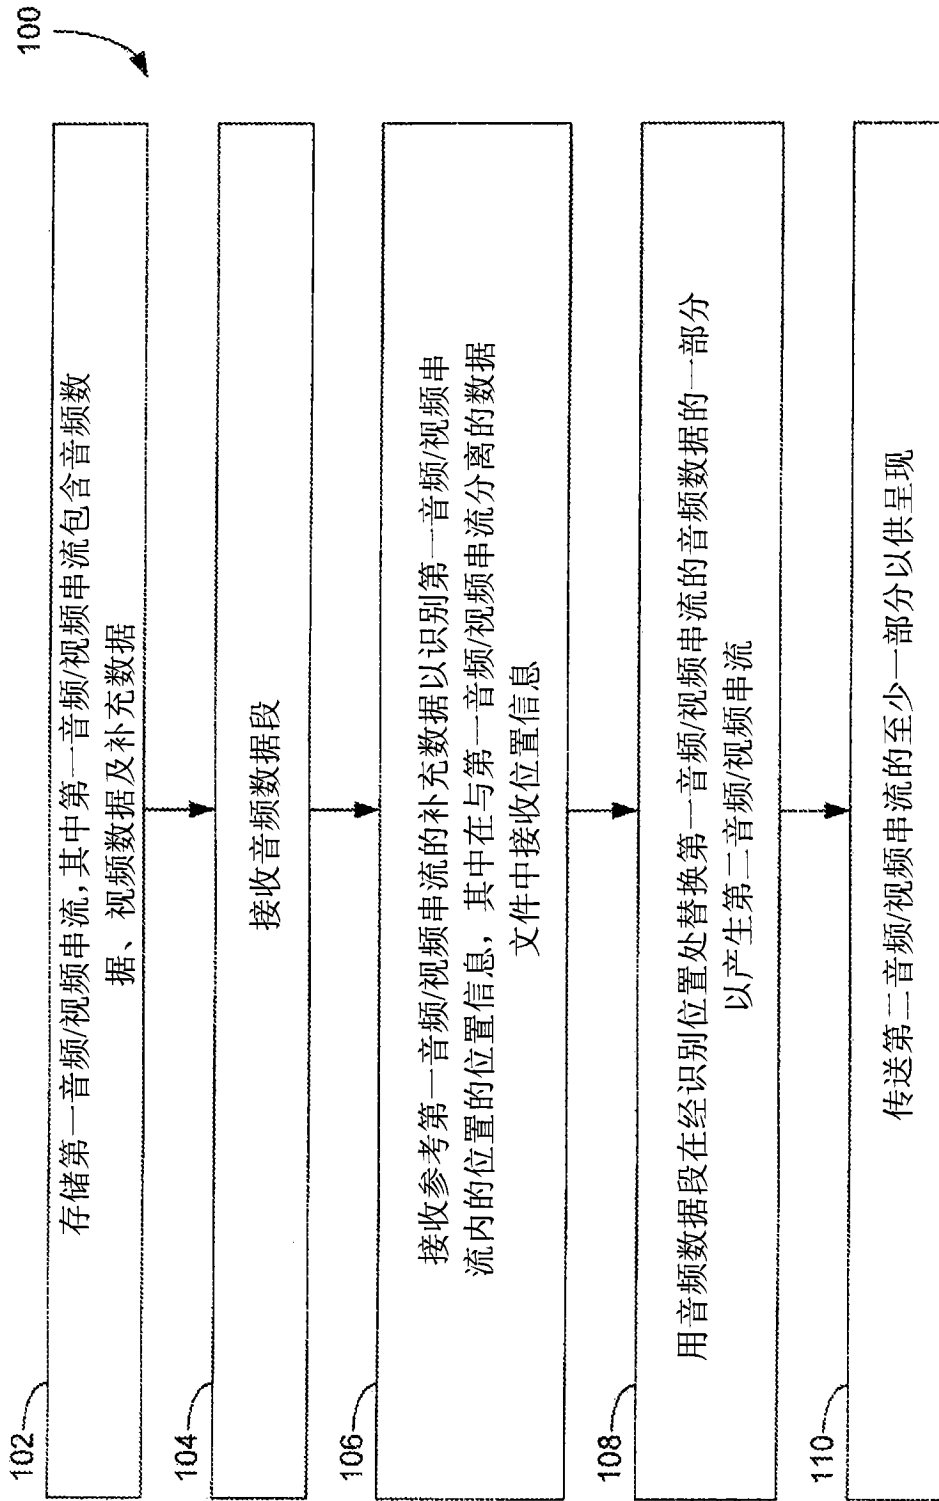 100
102
存储第一音频/视频串流,其中第一音频/视频串流包含音频数
据、视频数据及补充数据
104
接收音频数据段
106
接收参考第一音频/视频串流的补充数据以识别第一音频/视频串
流内的位置的位置信息，其中在与第一音频/视频串流分离的数据
文件中接收位置信息
108
用音频数据段在经识别位置处替换第一音频/视频串流的音频数据的一部分
以产生第二音频/视频串流
110
传送第二音频/视频串流的至少一部分以供呈现